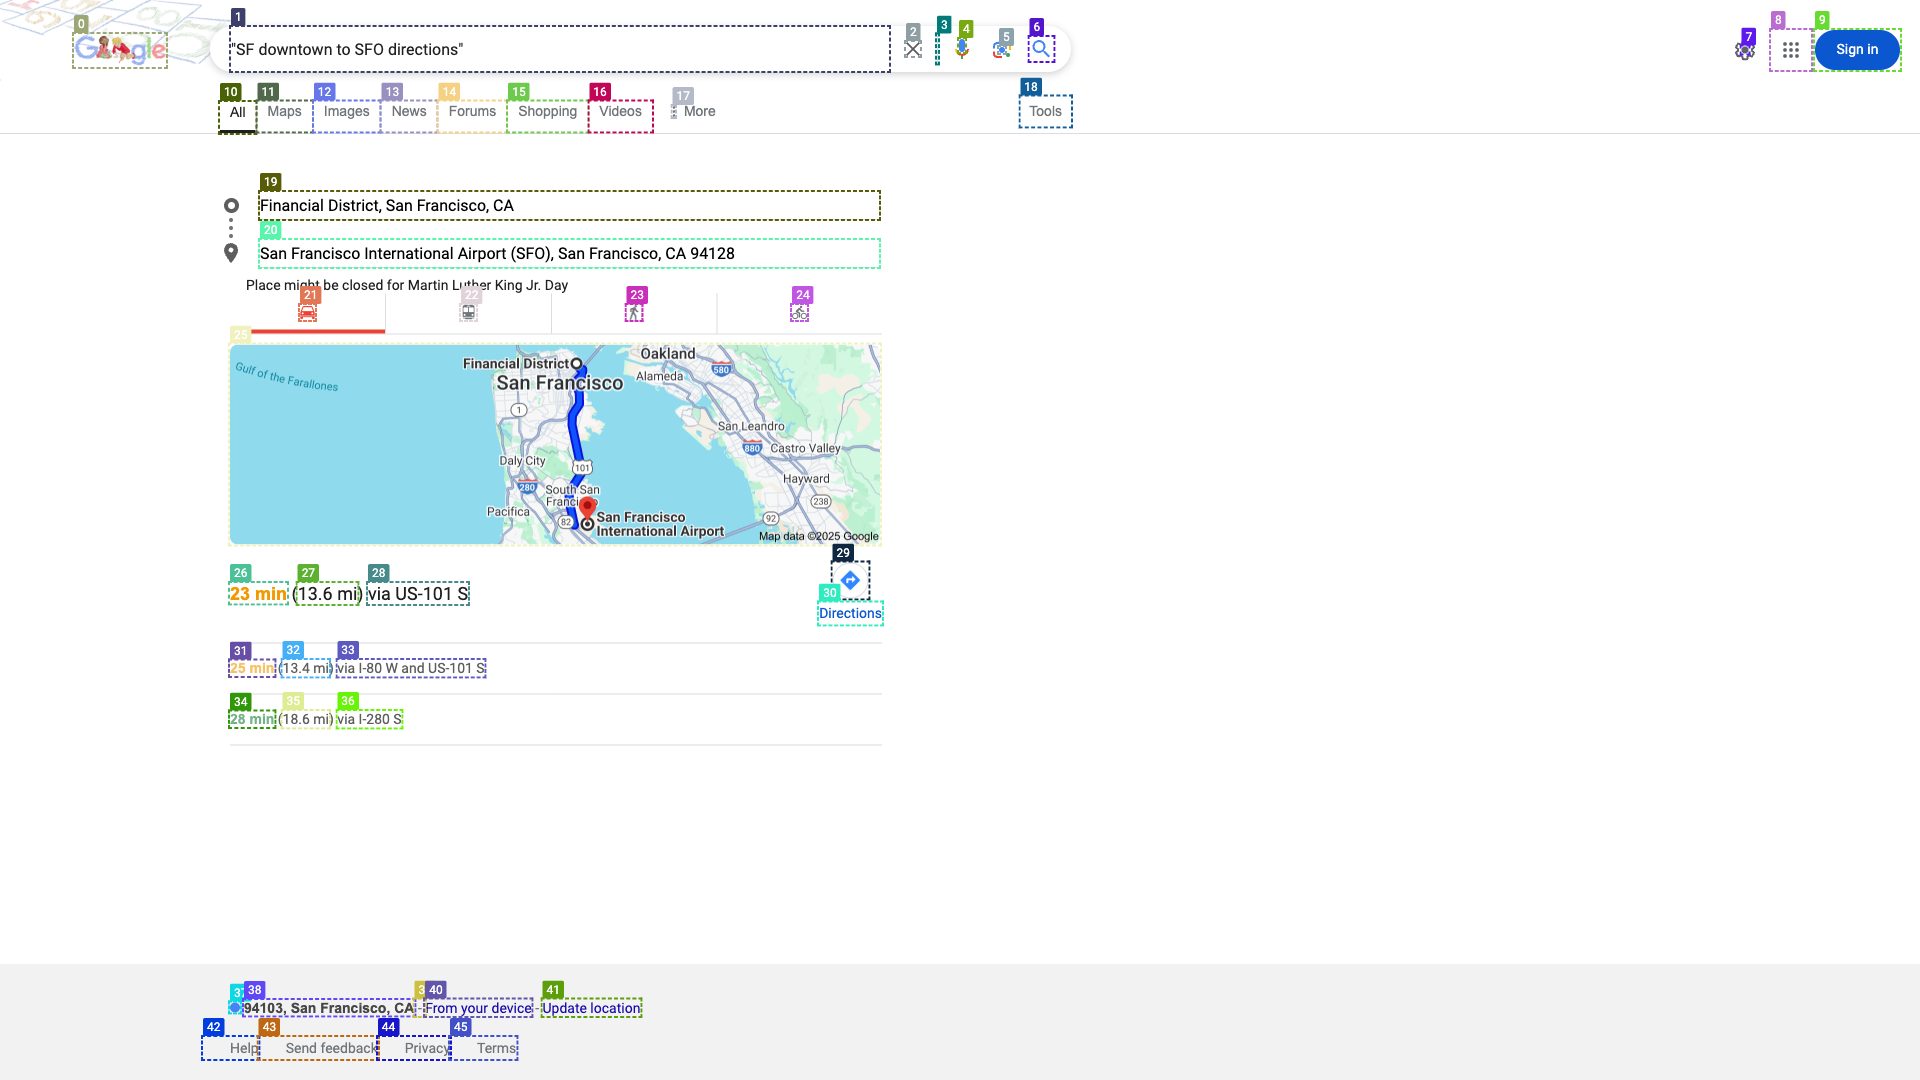 0
1
2
3
4
5
6
7
8
9
Google
"SF downtown to SFO directions"
Sign in
10
11
12
13
14
15
16
17
18
All
Maps
Images
News
Forums
Shopping
Videos
More
Tools
19
Financial District, San Francisco, CA
20
San Francisco International Airport (SFO), San Francisco, CA 94128
Place might be closed for Martin Luther King Jr. Day
21
22
23
24
25
Gulf of the Farallones
Financial District
San Francisco
Oakland
Alameda
580
1
San Leandro
880
Castro Valley
Daly City
101
280
South San
Pacifica
Hayward
238
82
92
San Francisco
International Airport
Map data ©2025 Google
26
27
28
29
23 min (13.6 mi) via US-101 S
30
Directions
31
32
33
25 min (13.4 mi) via I-80 W and US-101 S
34
35
36
28 min (18.6 mi) via I-280 S
38
40
41
94103, San Francisco, CA - From your device - Update location
42
43
44
45
Help
Send feedback
Privacy
Terms